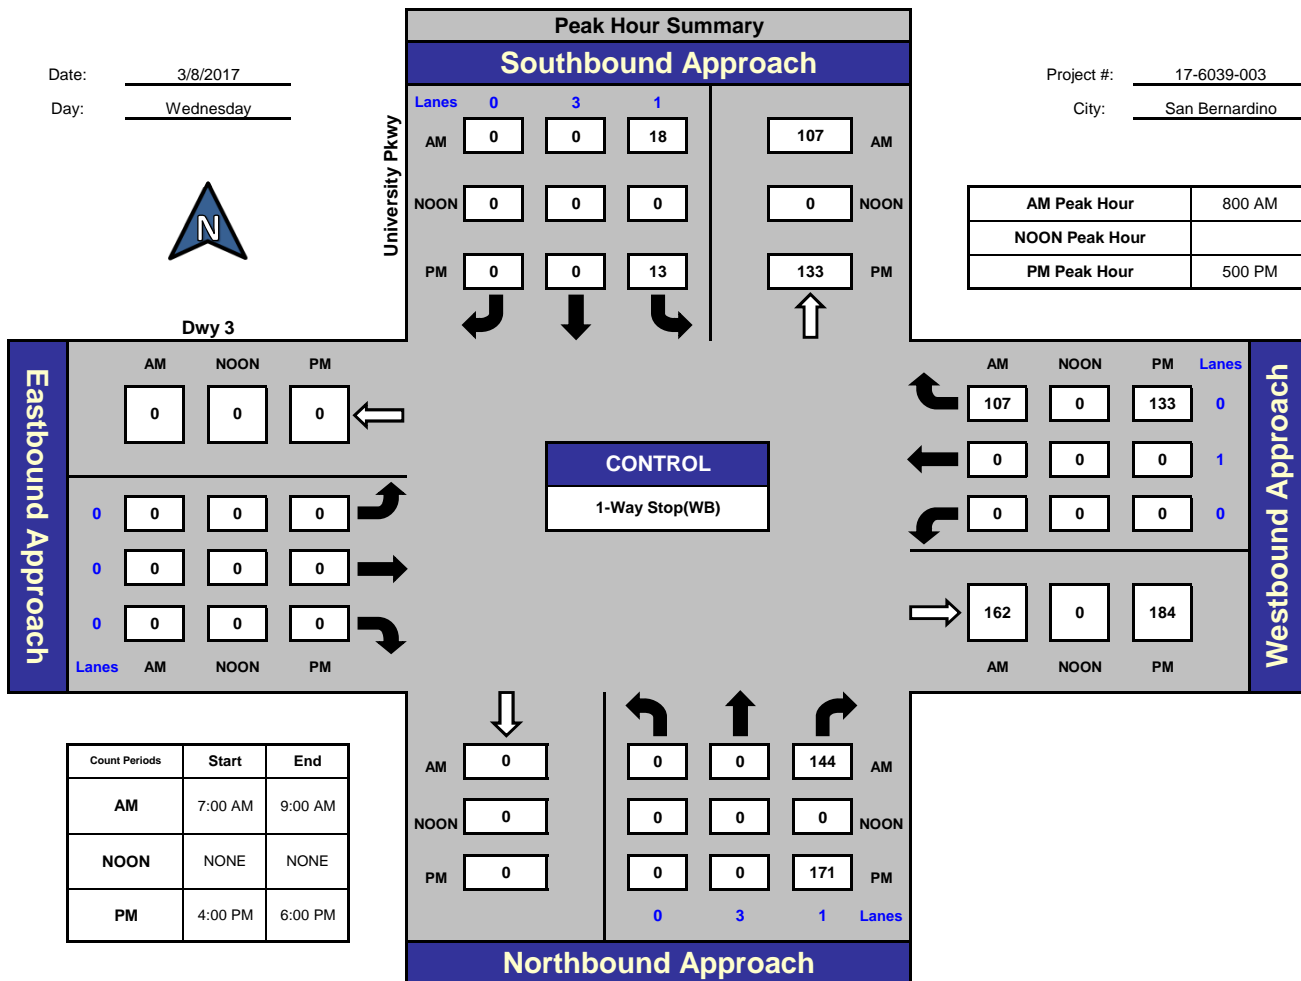 Peak Hour Summary
Southbound Approach
Date: 3/8/2017
Day: Wednesday
Project #: 17-6039-003
City: San Bernardino
University Pkwy
Lanes 0 3 1
AM 0 0 18 107 AM
NOON 0 0 0 0 NOON
PM 0 0 13 133 PM
N
AM Peak Hour 800 AM
NOON Peak Hour
PM Peak Hour 500 PM
Dwy 3
Eastbound Approach
AM NOON PM
0 0 0
0 0 0 0
0 0 0 0
0 0 0 0
Lanes AM NOON PM
CONTROL
1-Way Stop(WB)
AM NOON PM Lanes
107 0 133 0
0 0 0 1
0 0 0 0
162 0 184
AM NOON PM
Westbound Approach
Count Periods Start End
AM 7:00 AM 9:00 AM
NOON NONE NONE
PM 4:00 PM 6:00 PM
AM 0 0 0 144 AM
NOON 0 0 0 0 NOON
PM 0 0 0 171 PM
0 3 1 Lanes
Northbound Approach